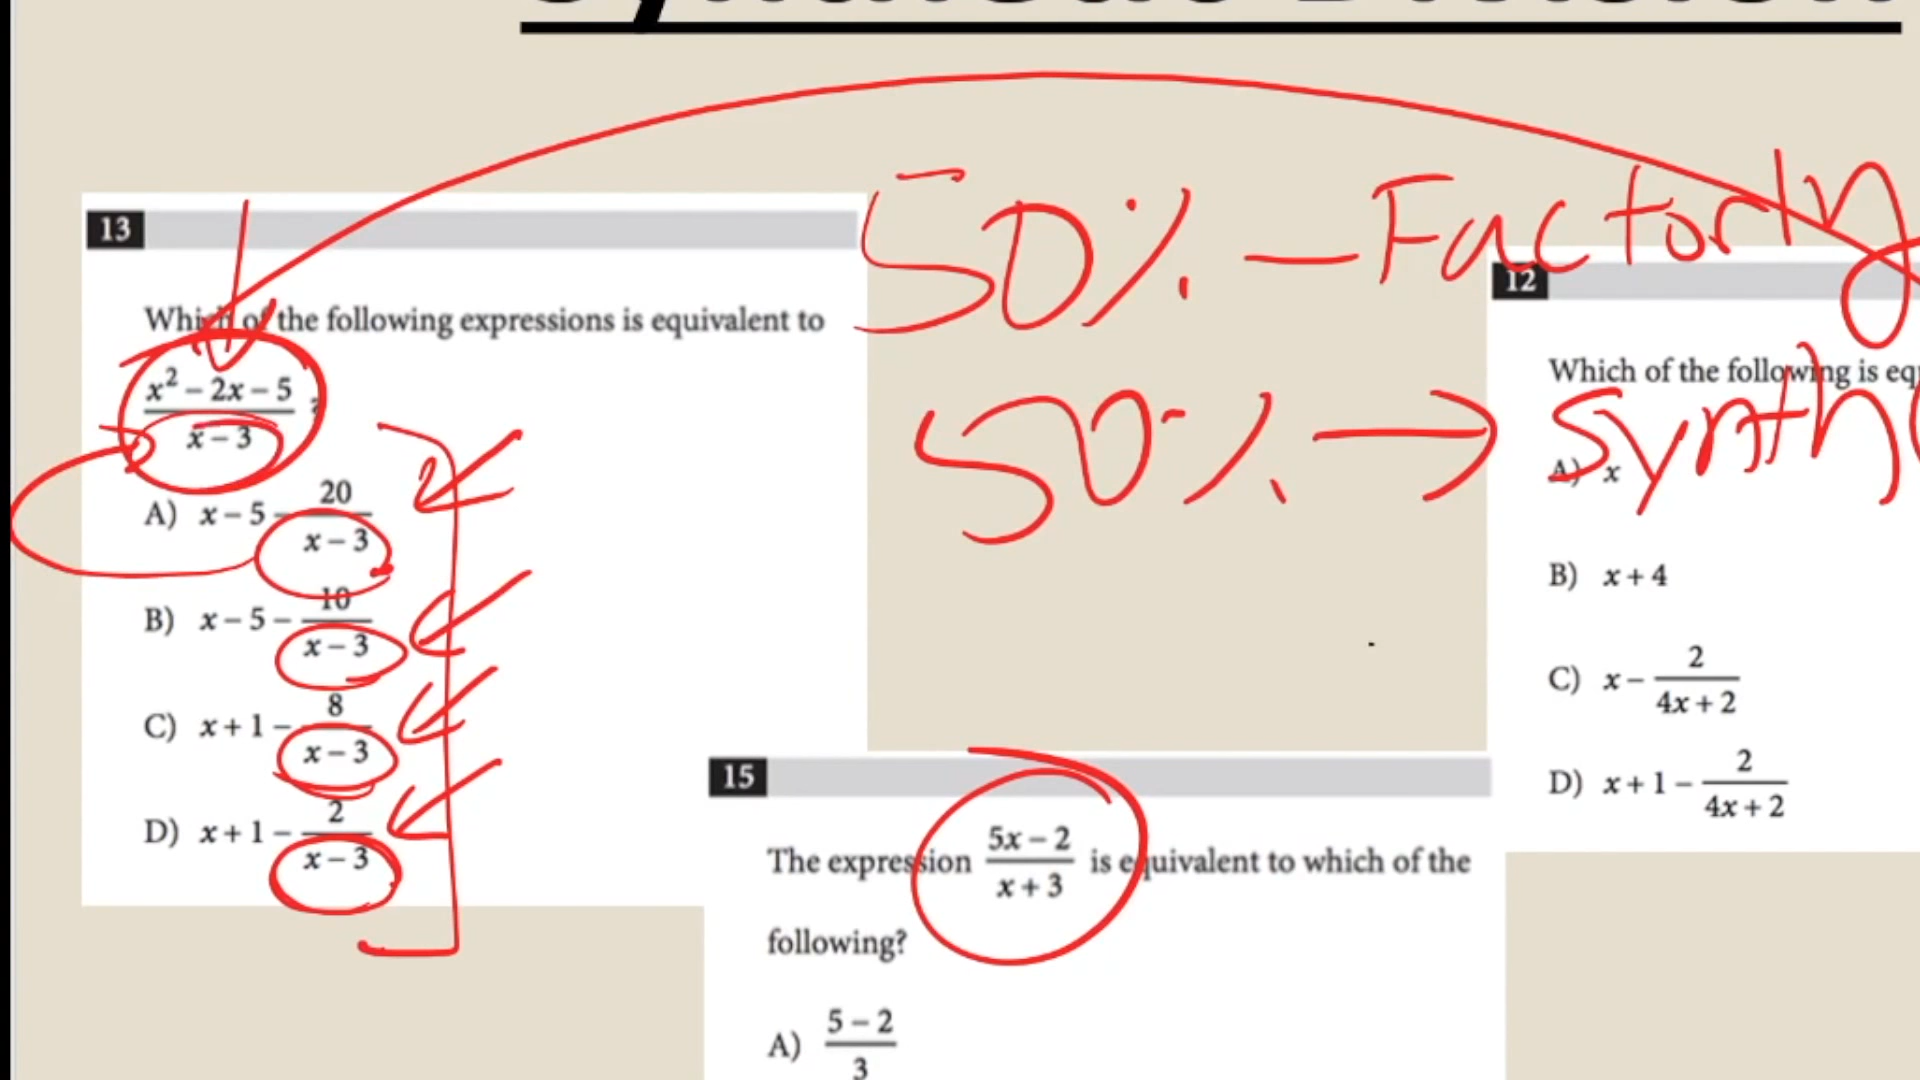 13
Which of the following expressions is equivalent to
x² – 2x – 5
x – 3
?
A) x – 5 – 20
x – 3
B) x – 5 – 10
x – 3
C) x + 1 – 8
x – 3
D) x + 1 – 2
x – 3
50% – Factoring
50% →
12
Which of the following is
A) x
B) x + 4
C) x – 2
4x + 2
D) x + 1 – 2
4x + 2
15
The expression 5x – 2
x + 3
is equivalent to which of the
following?
A) 5 – 2
3